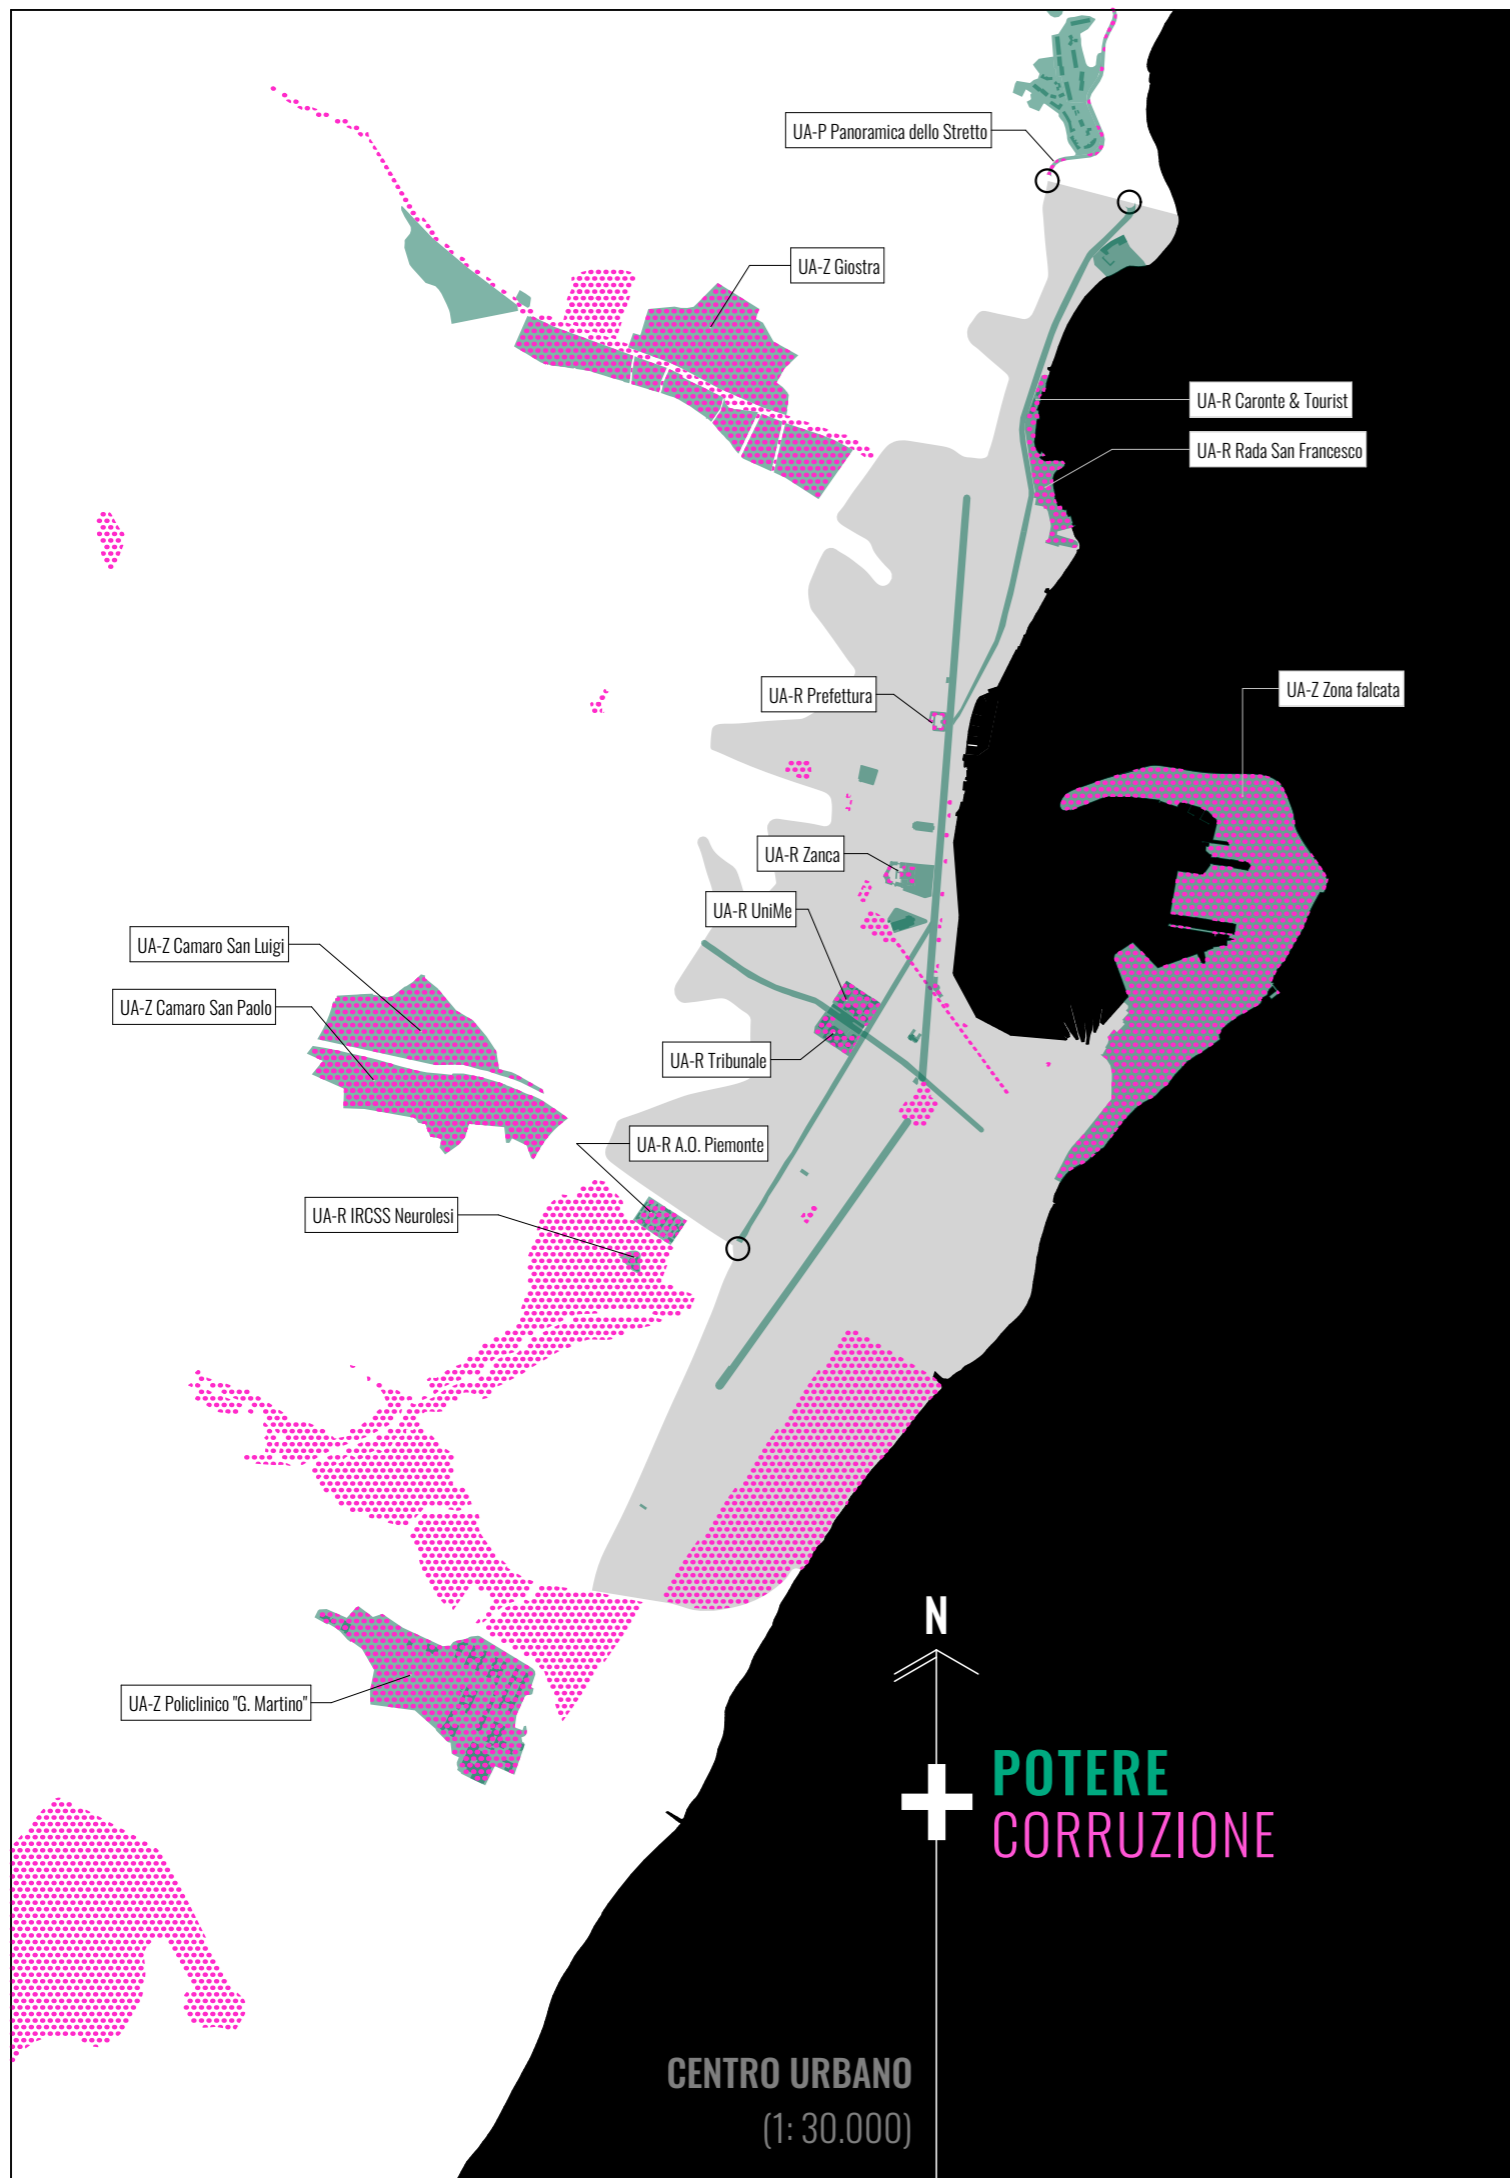 UA-P Panoramica dello Stretto
UA-Z Giostra
UA-R Caronte & Tourist
UA-R Rada San Francesco
UA-Z Zona falcata
UA-R Prefettura
UA-R Zanca
UA-R UniMe
UA-Z Camaro San Luigi
UA-Z Camaro San Paolo
UA-R Tribunale
UA-R A.O. Piemonte
UA-R IRCSS Neurolesi
N
UA-Z Policlinico "G. Martino"
POTERE
CORRUZIONE
CENTRO URBANO
(1: 30.000)